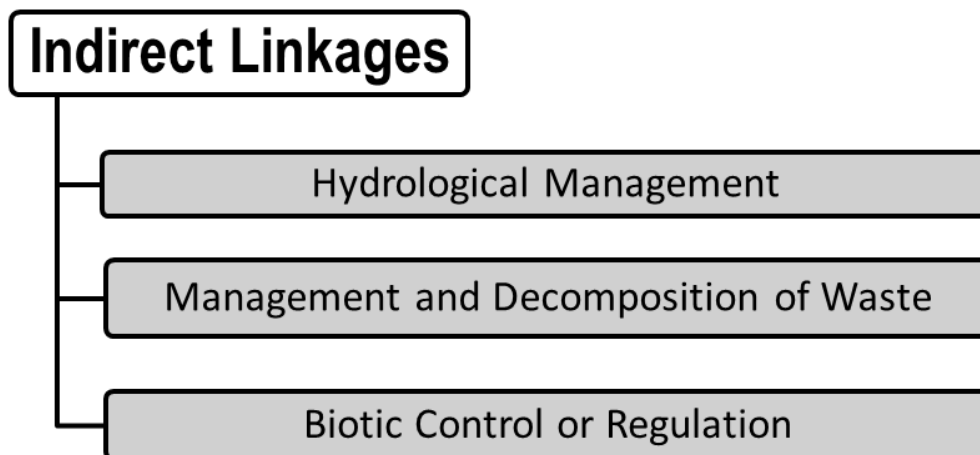 Indirect Linkages
Hydrological Management
Management and Decomposition of Waste
Biotic Control or Regulation